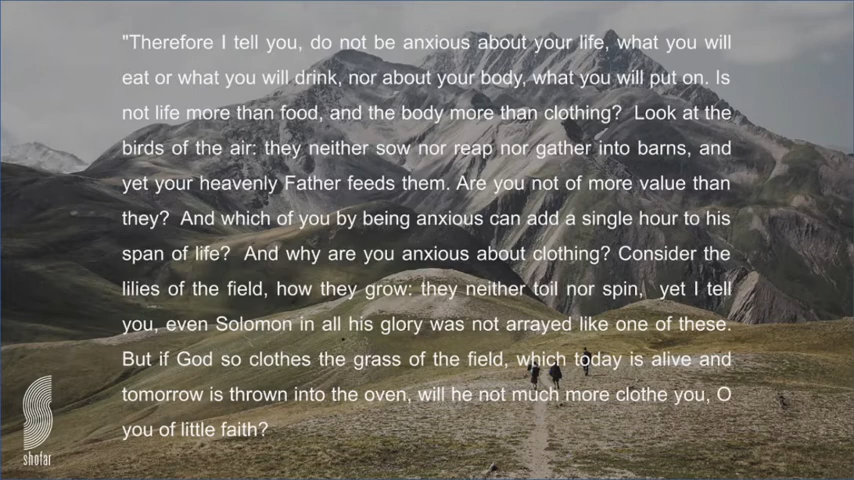 "Therefore I tell you, do not be anxious about your life, what you will
eat or what you will drink, nor about your body, what you will put on. Is
not life more than food, and the body more than clothing?  Look at the
birds of the air: they neither sow nor reap nor gather into barns, and
yet your heavenly Father feeds them. Are you not of more value than
they?  And which of you by being anxious can add a single hour to his
span of life?  And why are you anxious about clothing? Consider the
lilies of the field, how they grow: they neither toil nor spin,  yet I tell
you, even Solomon in all his glory was not arrayed like one of these.
But if God so clothes the grass of the field, which today is alive and
tomorrow is thrown into the oven, will he not much more clothe you, O
you of little faith?
shofar